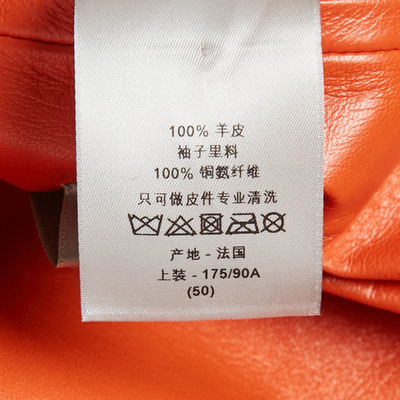 100% 羊皮
袖子里料
100% 铜氨纤维
只可做皮件专业清洗
产地 - 法国
上装 - 175/90A
(50)